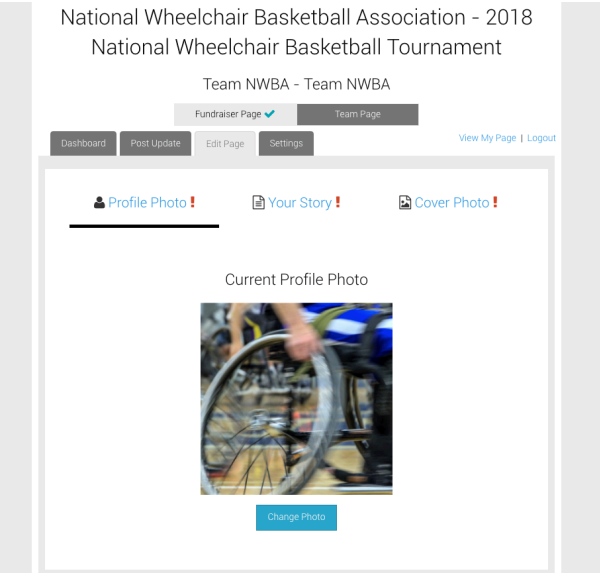 National Wheelchair Basketball Association - 2018
National Wheelchair Basketball Tournament
Team NWBA - Team NWBA
Fundraiser Page Team Page
Dashboard Post Update Edit Page Settings View My Page | Logout
Profile Photo ! Your Story ! Cover Photo !
Current Profile Photo
Change Photo